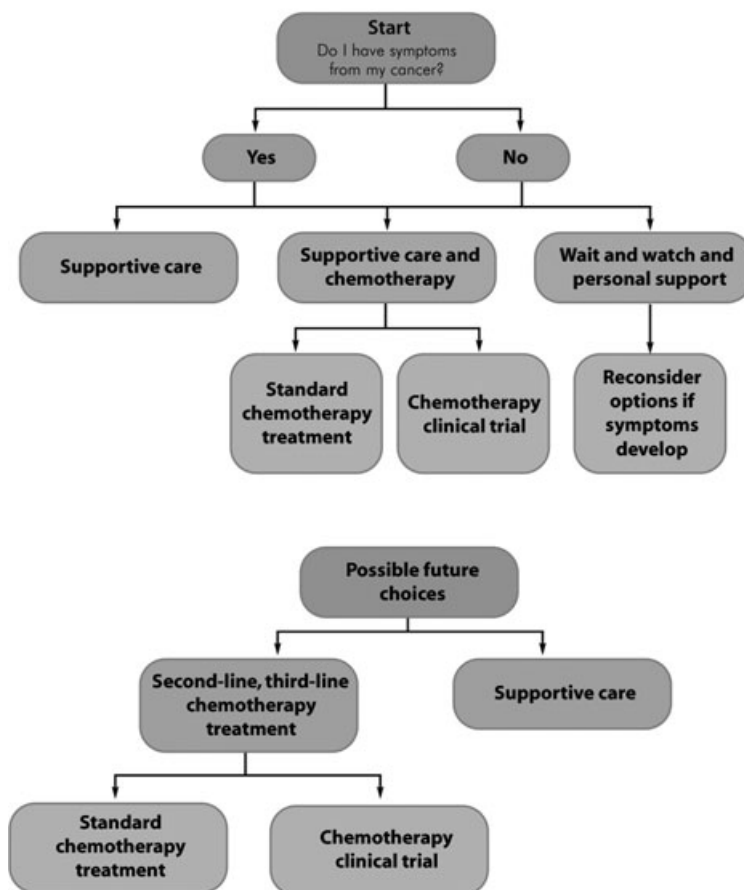 Start
Do I have symptoms
from my cancer?
Yes
No
Supportive care
Supportive care and
chemotherapy
Wait and watch and
personal support
Standard
chemotherapy
treatment
Chemotherapy
clinical trial
Reconsider
options if
symptoms
develop
Possible future
choices
Second-line, third-line
chemotherapy
treatment
Supportive care
Standard
chemotherapy
treatment
Chemotherapy
clinical trial